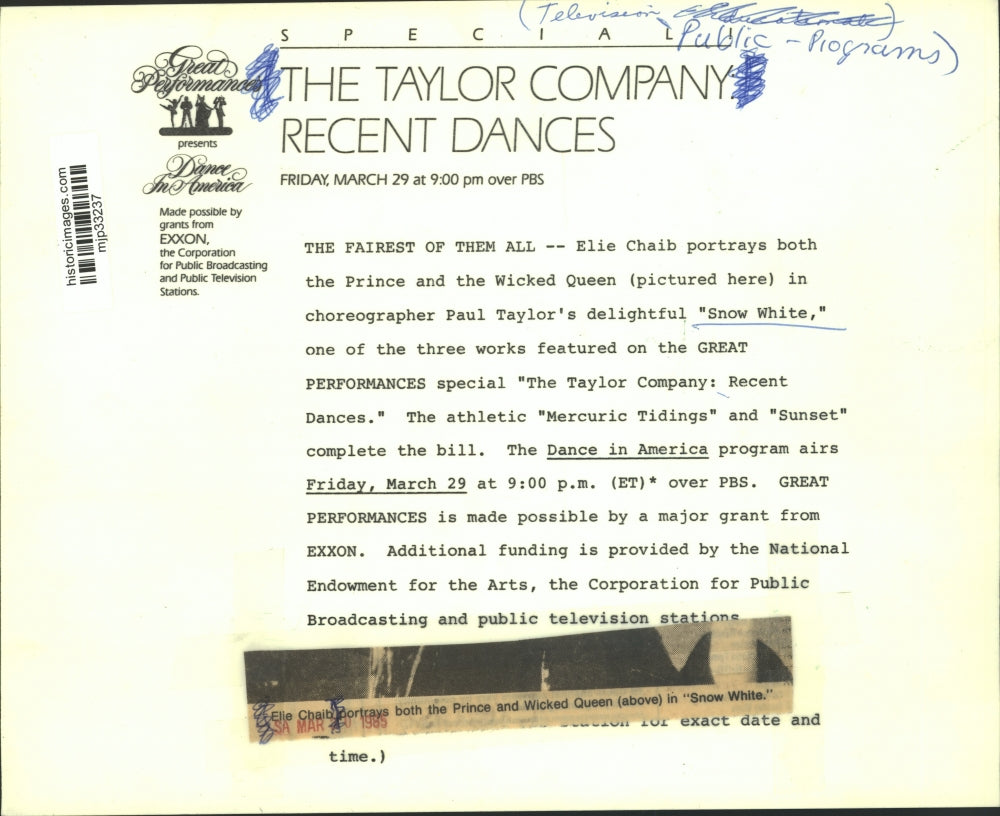 (Television
Public - Programs)
SPECIAL
Great
Performances
presents
Dance
In America
Made possible by
grants from
EXXON,
the Corporation
for Public Broadcasting
and Public Television
Stations.
historicimages.com
mjp33237
THE TAYLOR COMPANY
RECENT DANCES
FRIDAY, MARCH 29 at 9:00 pm over PBS
THE FAIREST OF THEM ALL -- Elie Chaib portrays both
the Prince and the Wicked Queen (pictured here) in
choreographer Paul Taylor's delightful "Snow White,"
one of the three works featured on the GREAT
PERFORMANCES special "The Taylor Company: Recent
Dances." The athletic "Mercuric Tidings" and "Sunset"
complete the bill. The Dance in America program airs
Friday, March 29 at 9:00 p.m. (ET)* over PBS. GREAT
PERFORMANCES is made possible by a major grant from
EXXON. Additional funding is provided by the National
Endowment for the Arts, the Corporation for Public
Broadcasting and public television stations
Elie Chaib portrays both the Prince and Wicked Queen (above) in "Snow White."
SA MAR 0 1985
station for exact date and
time.)